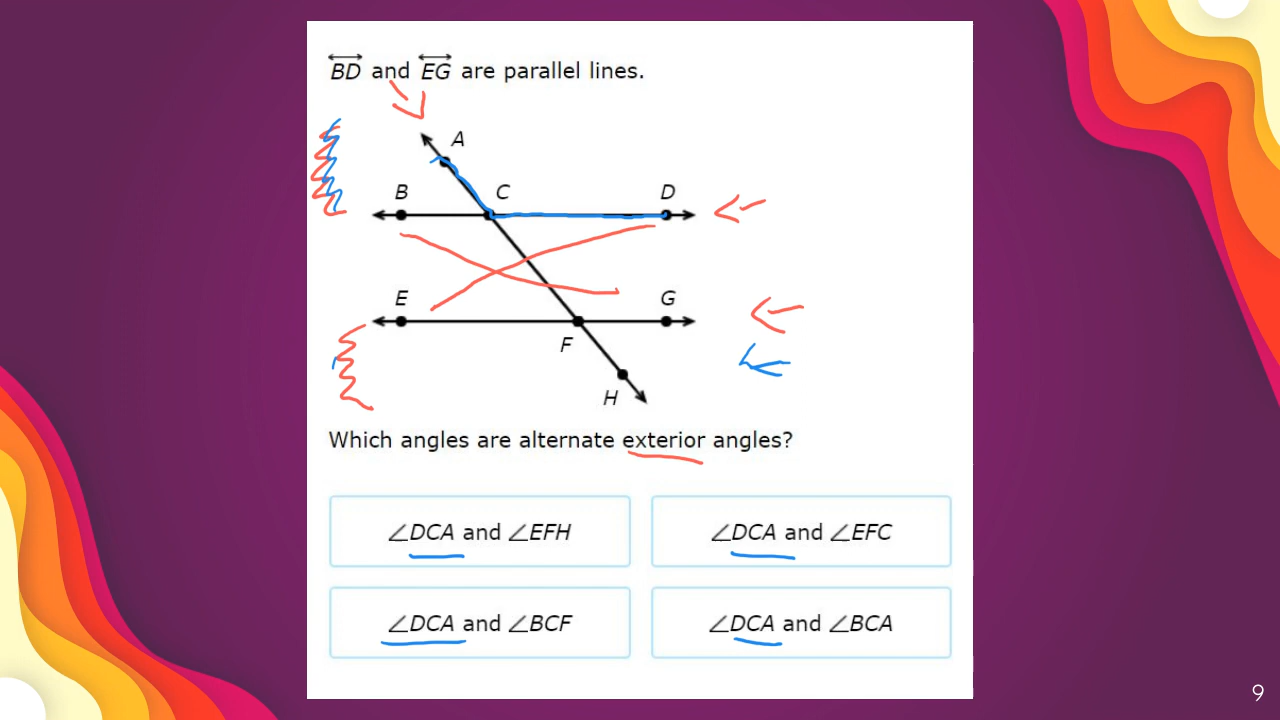 BD and EG are parallel lines.
A
B C D
E G
F
H
Which angles are alternate exterior angles?
∠DCA and ∠EFH ∠DCA and ∠EFC
∠DCA and ∠BCF ∠DCA and ∠BCA
9